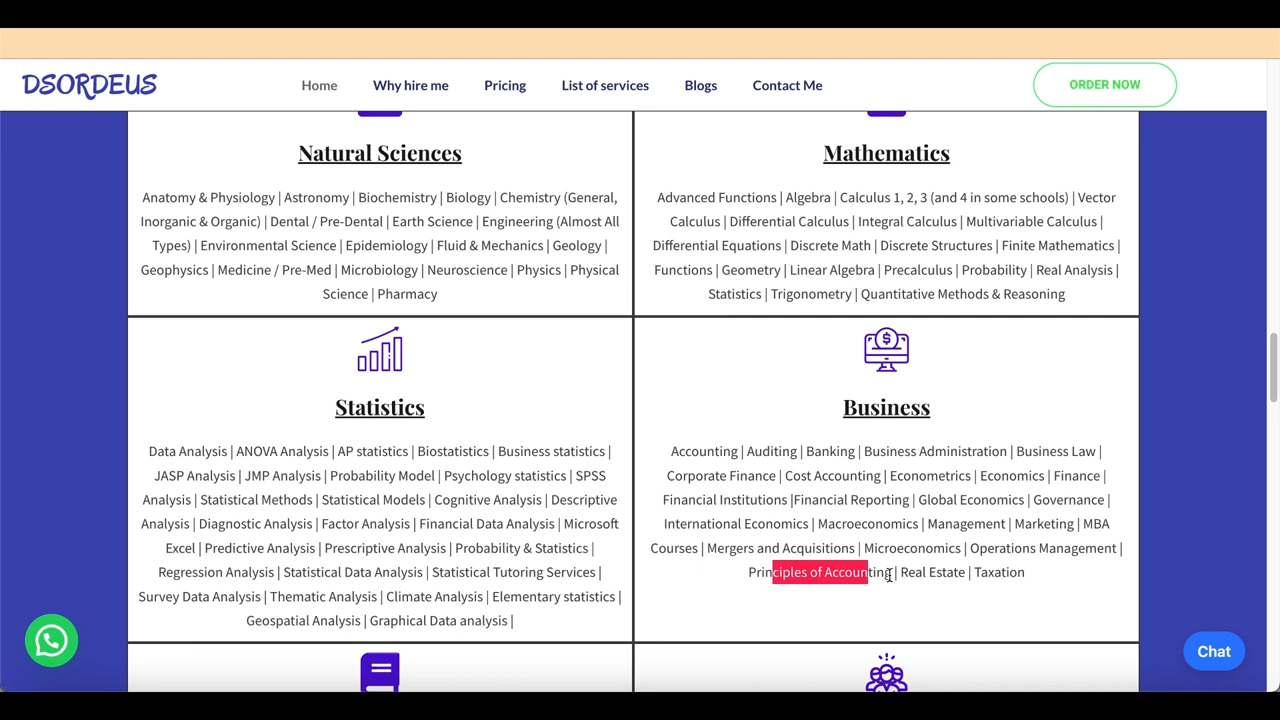 DSORDEUS
Home
Why hire me
Pricing
List of services
Blogs
Contact Me
ORDER NOW
Natural Sciences
Anatomy & Physiology | Astronomy | Biochemistry | Biology | Chemistry (General,
Inorganic & Organic) | Dental / Pre-Dental | Earth Science | Engineering (Almost All
Types) | Environmental Science | Epidemiology | Fluid & Mechanics | Geology |
Geophysics | Medicine / Pre-Med | Microbiology | Neuroscience | Physics | Physical
Science | Pharmacy
Mathematics
Advanced Functions | Algebra | Calculus 1, 2, 3 (and 4 in some schools) | Vector
Calculus | Differential Calculus | Integral Calculus | Multivariable Calculus |
Differential Equations | Discrete Math | Discrete Structures | Finite Mathematics |
Functions | Geometry | Linear Algebra | Precalculus | Probability | Real Analysis |
Statistics | Trigonometry | Quantitative Methods & Reasoning
Statistics
Data Analysis | ANOVA Analysis | AP statistics | Biostatistics | Business statistics |
JASP Analysis | JMP Analysis | Probability Model | Psychology statistics | SPSS
Analysis | Statistical Methods | Statistical Models | Cognitive Analysis | Descriptive
Analysis | Diagnostic Analysis | Factor Analysis | Financial Data Analysis | Microsoft
Excel | Predictive Analysis | Prescriptive Analysis | Probability & Statistics |
Regression Analysis | Statistical Data Analysis | Statistical Tutoring Services |
Survey Data Analysis | Thematic Analysis | Climate Analysis | Elementary statistics |
Geospatial Analysis | Graphical Data analysis |
Business
Accounting | Auditing | Banking | Business Administration | Business Law |
Corporate Finance | Cost Accounting | Econometrics | Economics | Finance |
Financial Institutions |Financial Reporting | Global Economics | Governance |
International Economics | Macroeconomics | Management | Marketing | MBA
Courses | Mergers and Acquisitions | Microeconomics | Operations Management |
Principles of Accounting | Real Estate | Taxation
Chat